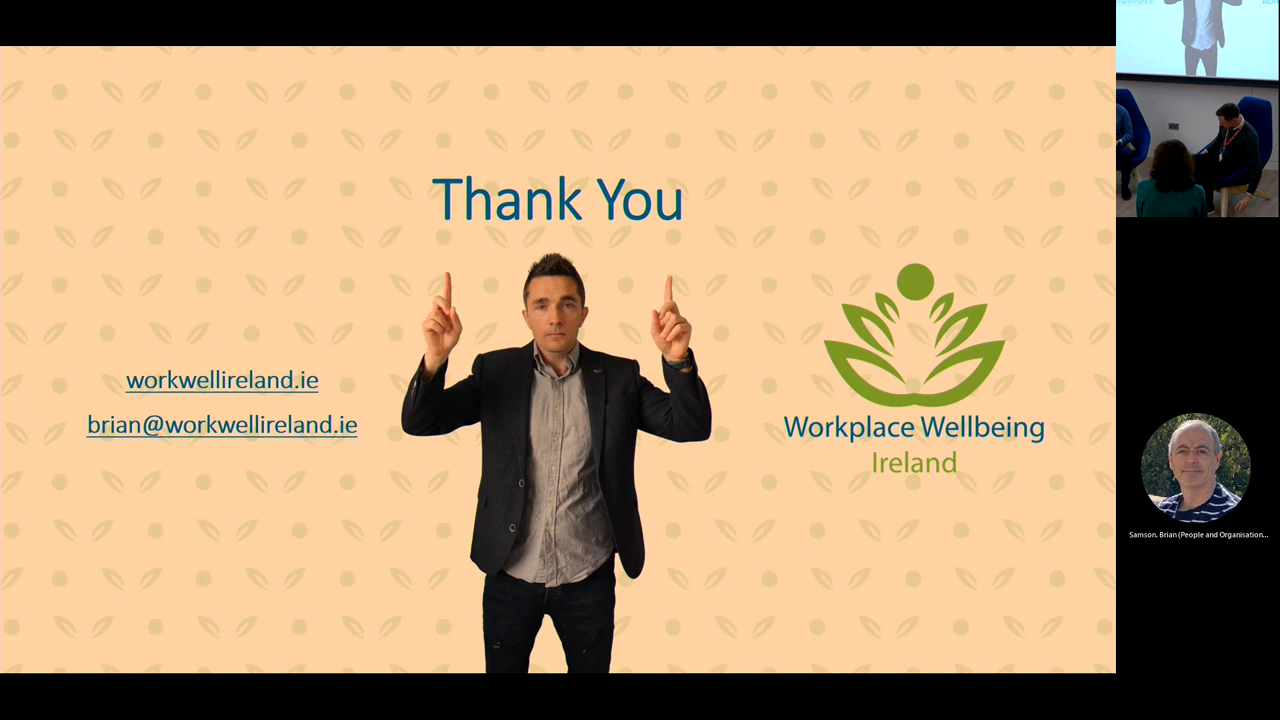 Thank You
workwellireland.ie
brian@workwellireland.ie
Workplace Wellbeing
Ireland
Samson, Brian (People and Organisation...